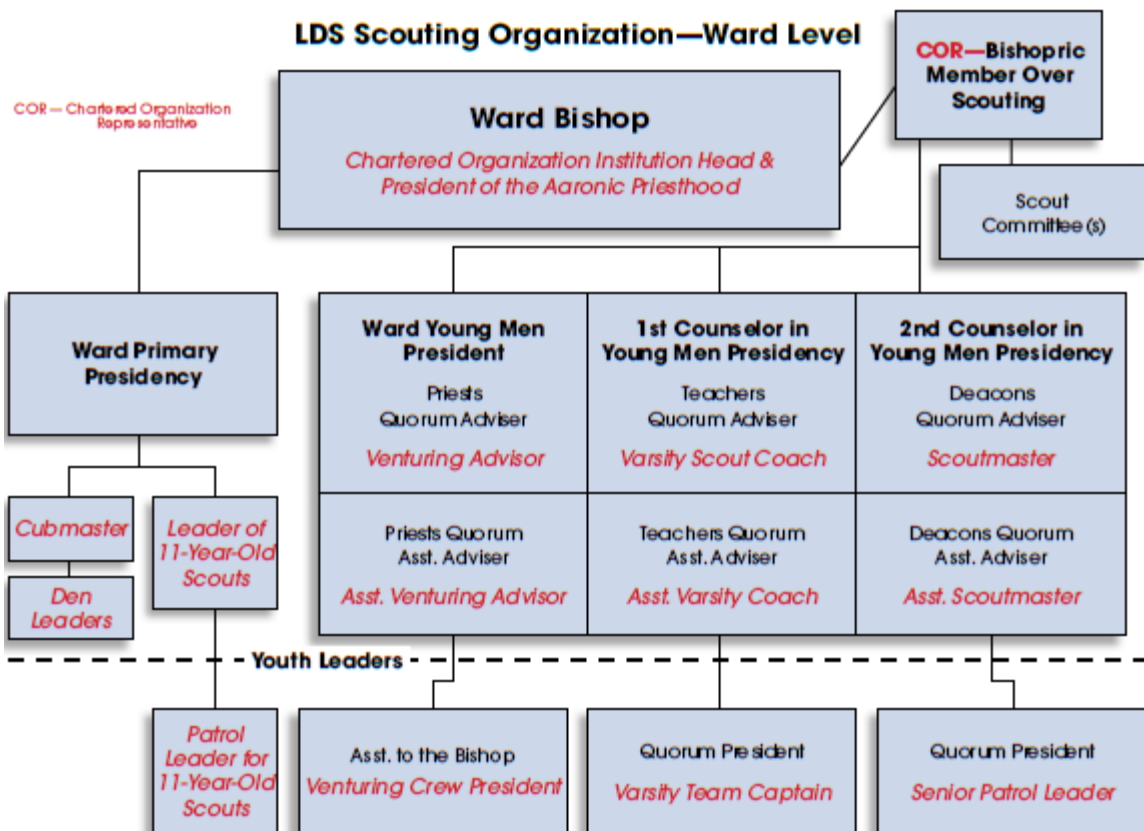 LDS Scouting Organization—Ward Level
COR—Bishopric
Member Over
Scouting
COR — Chartered Organization
Representative
Ward Bishop
Chartered Organization Institution Head &
President of the Aaronic Priesthood
Scout
Committee(s)
Ward Primary
Presidency
Ward Young Men
President
Priests
Quorum Adviser
Venturing Advisor
1st Counselor in
Young Men Presidency
Teachers
Quorum Adviser
Varsity Scout Coach
2nd Counselor in
Young Men Presidency
Deacons
Quorum Adviser
Scoutmaster
Cubmaster
Den
Leaders
Leader of
11-Year-Old
Scouts
Priests Quorum
Asst. Adviser
Asst. Venturing Advisor
Teachers Quorum
Asst. Adviser
Asst. Varsity Coach
Deacons Quorum
Asst. Adviser
Asst. Scoutmaster
Youth Leaders
Patrol
Leader for
11-Year-Old
Scouts
Asst. to the Bishop
Venturing Crew President
Quorum President
Varsity Team Captain
Quorum President
Senior Patrol Leader